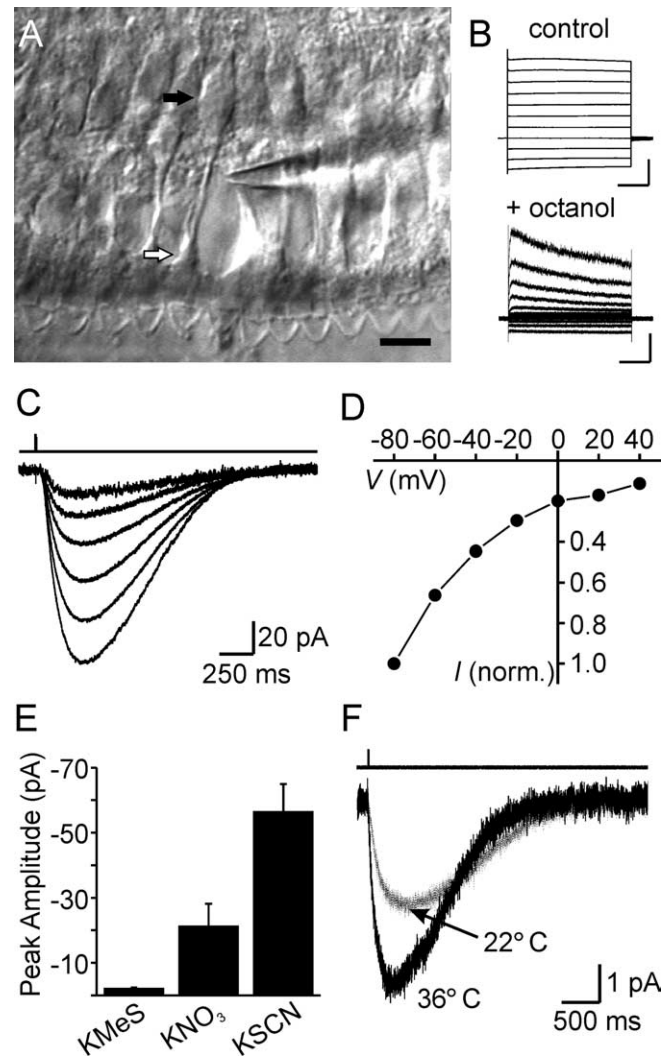 A
B
control
+ octanol
C
20 pA
250 ms
D
-80 -60 -40 -20 0 20 40
V (mV)
0.4
0.6
0.8
1.0
I (norm.)
E
Peak Amplitude (pA)
-70
-50
-30
-10
KMeS KNO₃ KSCN
F
22° C
36° C
1 pA
500 ms